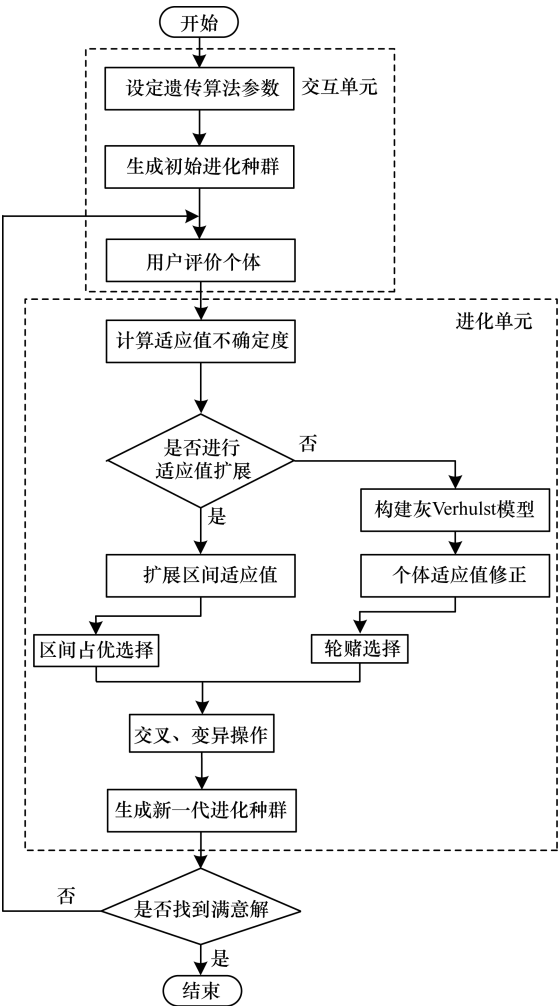 开始
设定遗传算法参数
交互单元
生成初始进化种群
用户评价个体
进化单元
计算适应值不确定度
是否进行
适应值扩展
否
是
构建灰Verhulst模型
扩展区间适应值
个体适应值修正
区间占优选择
轮赌选择
交叉、变异操作
生成新一代进化种群
否
是否找到满意解
是
结束